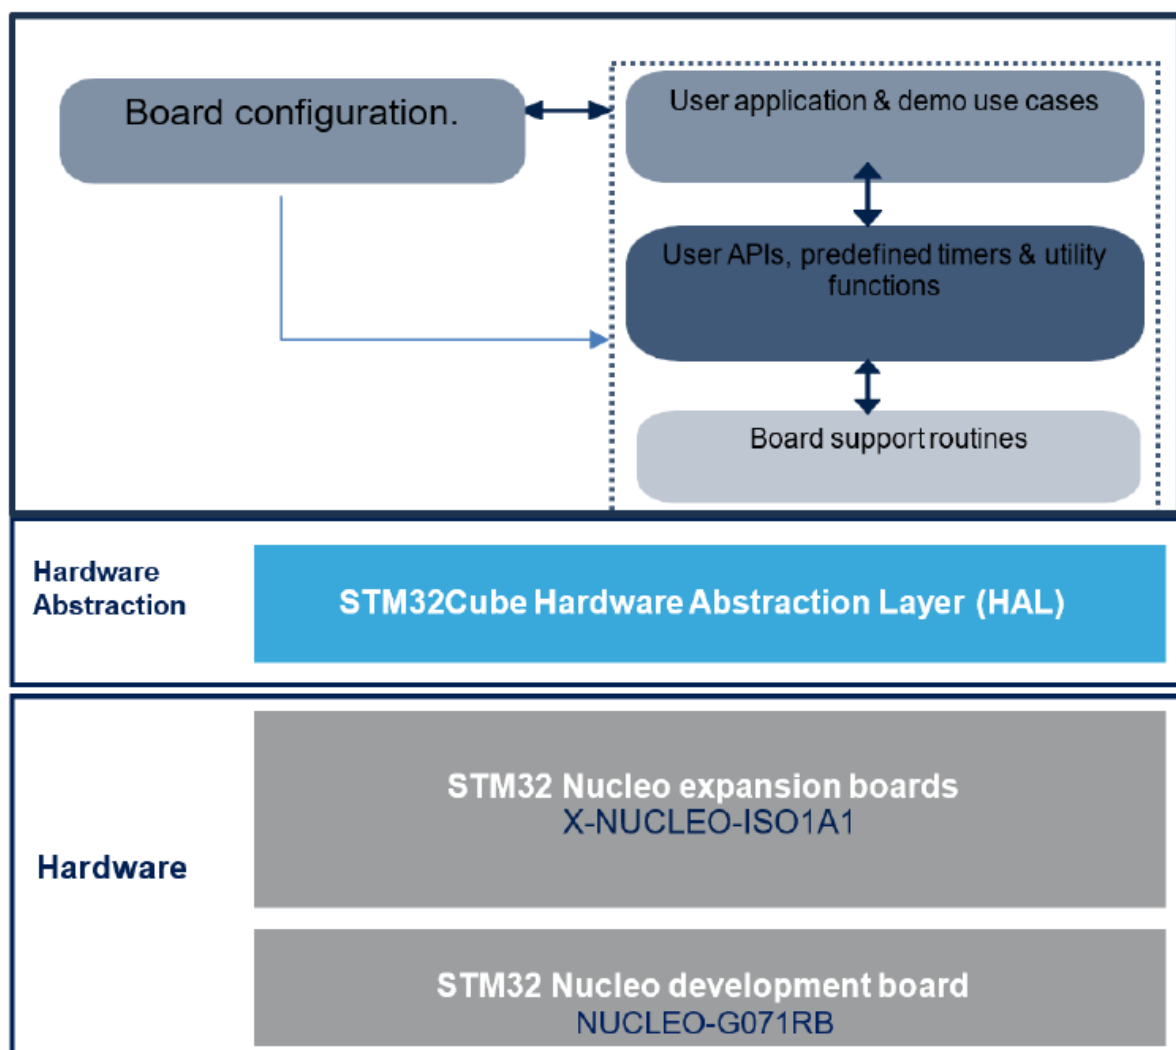 Board configuration.
User application & demo use cases
User APIs, predefined timers & utility
functions
Board support routines
Hardware
Abstraction
STM32Cube Hardware Abstraction Layer (HAL)
STM32 Nucleo expansion boards
X-NUCLEO-ISO1A1
Hardware
STM32 Nucleo development board
NUCLEO-G071RB